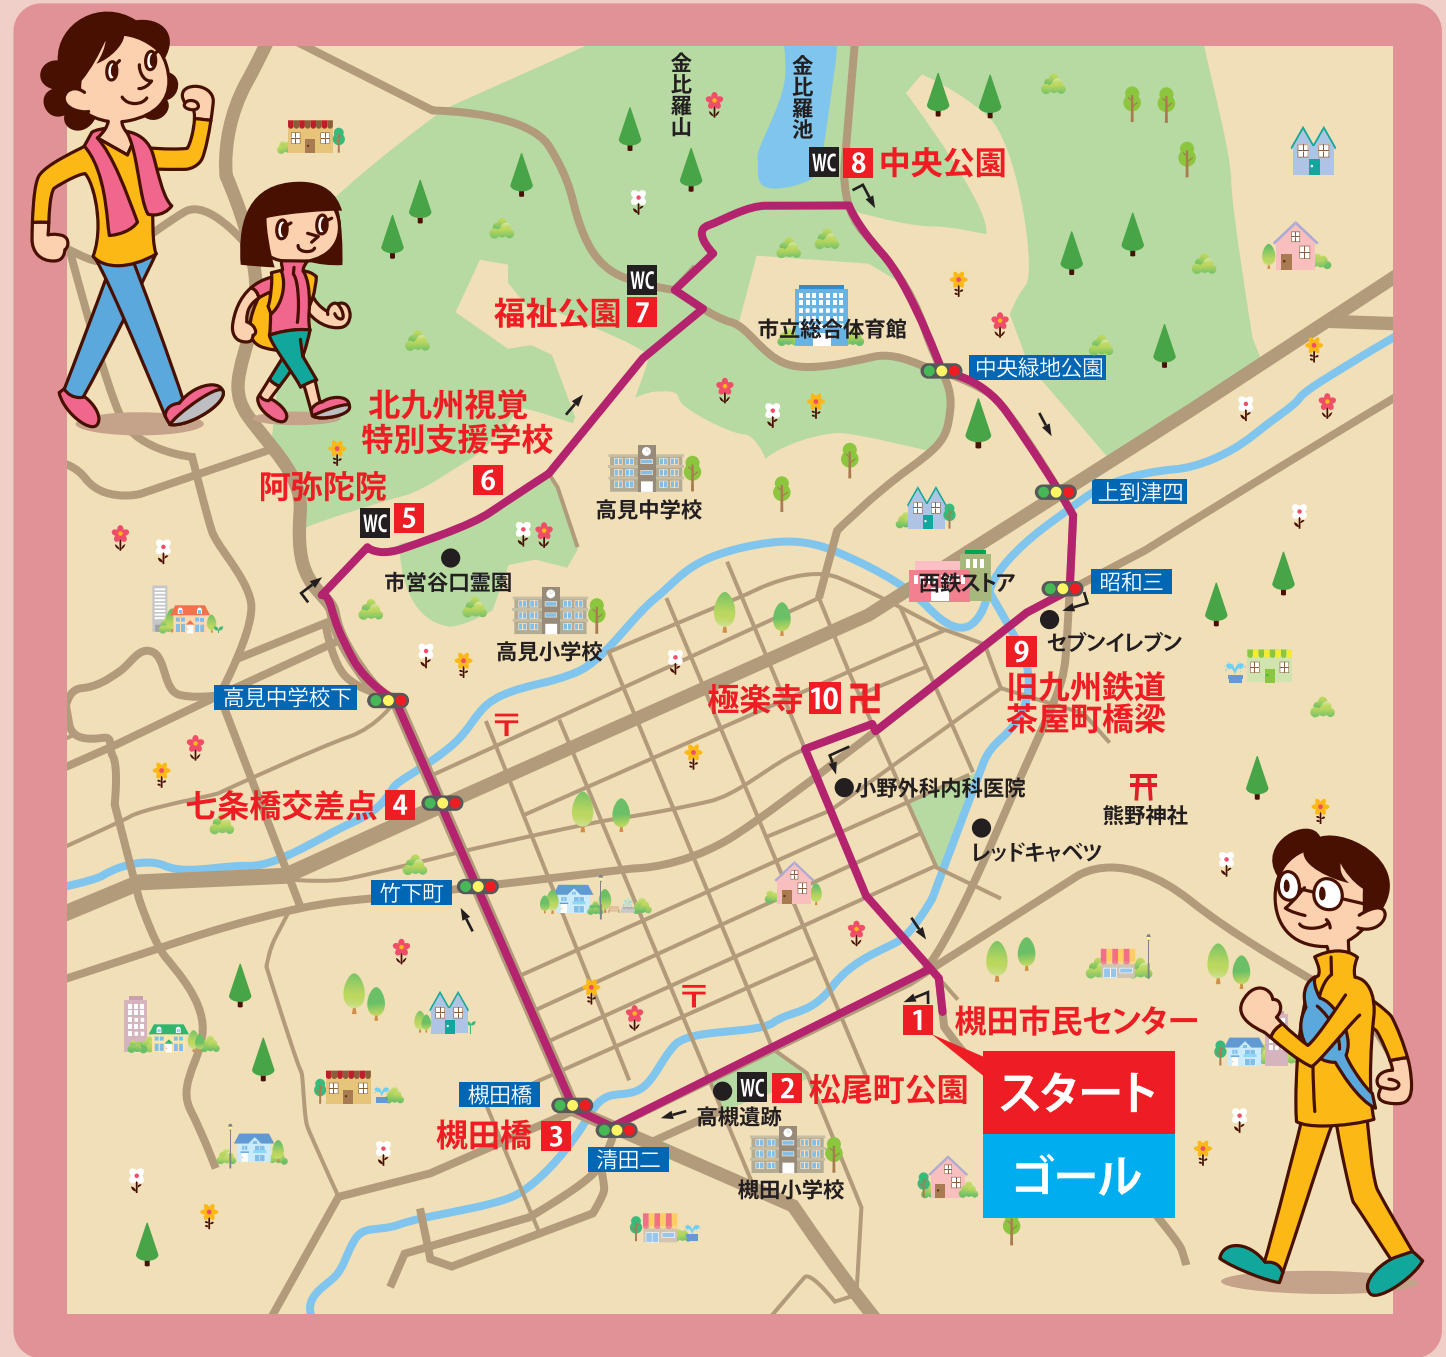 金比羅山
金比羅池
WC
8 中央公園
WC
福祉公園 7
市立総合体育館
中央緑地公園
北九州視覚
特別支援学校
6
阿弥陀院
WC 5
高見中学校
上到津四
市営谷口霊園
西鉄ストア
昭和三
高見小学校
セブンイレブン
9
旧九州鉄道
茶屋町橋梁
高見中学校下
極楽寺 10 卍
〒
小野外科内科医院
七条橋交差点 4
熊野神社
レッドキャベツ
竹下町
〒
1 槻田市民センター
スタート
ゴール
槻田橋
WC 2 松尾町公園
高槻遺跡
槻田橋 3
清田二
槻田小学校